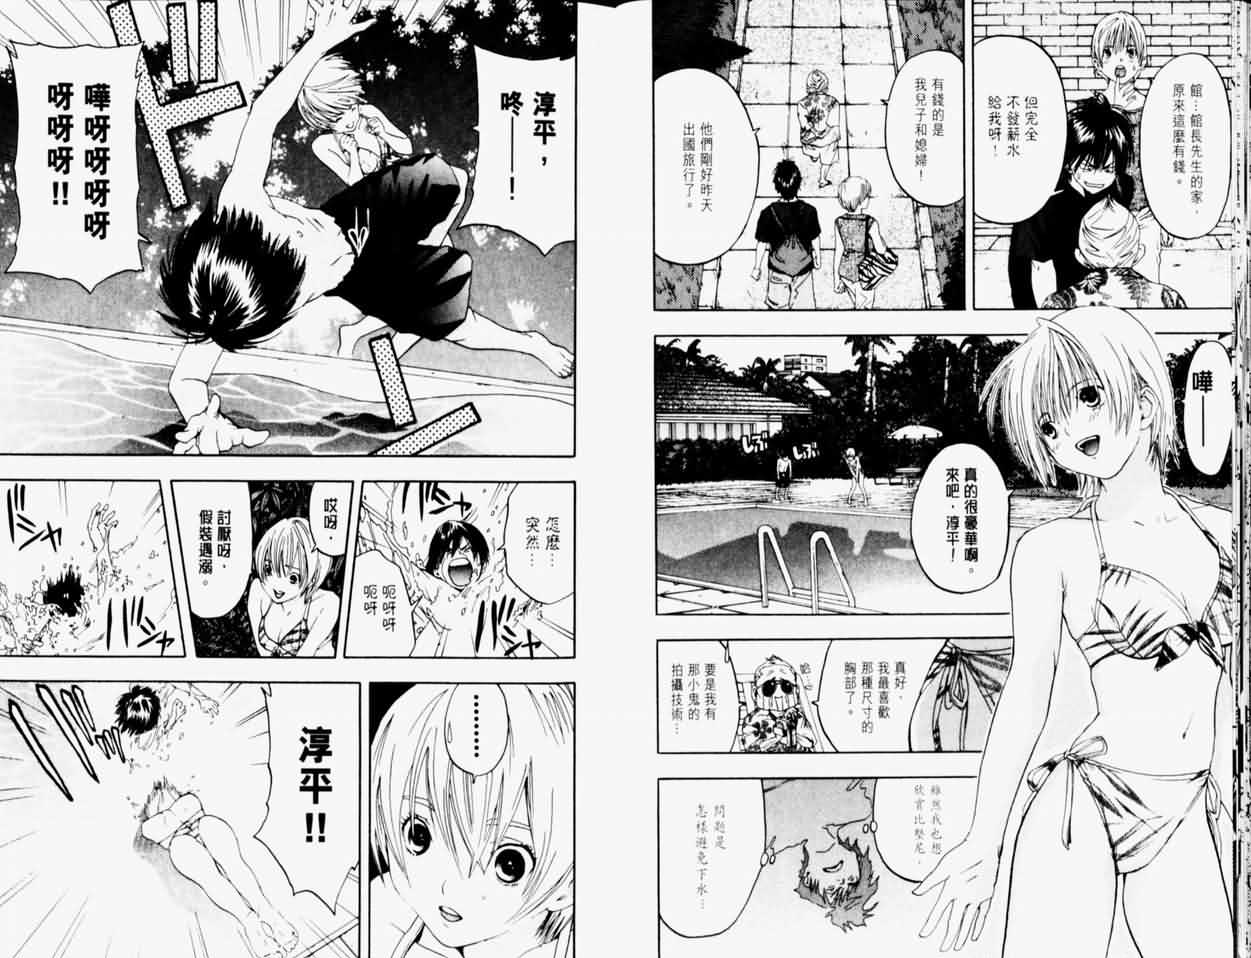 館…館長先生的家，
原來這麼有錢。
但完全
不發薪水
給我呀！
有錢的是
我兒子和媳婦！
他們剛好昨天
出國旅行了。
嘩——
真的很豪華啊。
來吧，淳平！
真好，
我最喜歡
那種尺寸的
胸部了。
要是我有
那小鬼的
拍攝技術…
雖然我也想
欣賞比堅尼，
問題是
怎樣避免下
水…
淳平，
咚——！
嘩呀呀呀呀
呀呀呀！！
怎麼…
突然…
呃呀呀
呃呀
哎呀，
討厭呀，
假裝遇溺。
…………
淳平！！